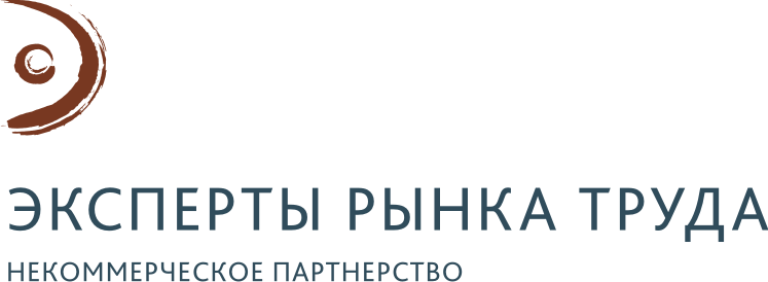 ЭКСПЕРТЫ РЫНКА ТРУДА
НЕКОММЕРЧЕСКОЕ ПАРТНЕРСТВО